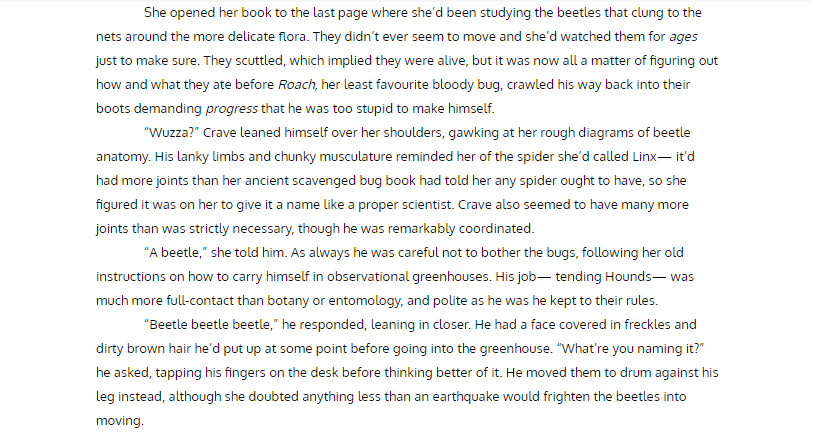 She opened her book to the last page where she'd been studying the beetles that clung to the
nets around the more delicate flora. They didn't ever seem to move and she'd watched them for ages
just to make sure. They scuttled, which implied they were alive, but it was now all a matter of figuring out
how and what they ate before Roach, her least favourite bloody bug, crawled his way back into their
boots demanding progress that he was too stupid to make himself.
"Wuzza?" Crave leaned himself over her shoulders, gawking at her rough diagrams of beetle
anatomy. His lanky limbs and chunky musculature reminded her of the spider she'd called Linx— it'd
had more joints than her ancient scavenged bug book had told her any spider ought to have, so she
figured it was on her to give it a name like a proper scientist. Crave also seemed to have many more
joints than was strictly necessary, though he was remarkably coordinated.
"A beetle," she told him. As always he was careful not to bother the bugs, following her old
instructions on how to carry himself in observational greenhouses. His job— tending Hounds— was
much more full-contact than botany or entomology, and polite as he was he kept to their rules.
"Beetle beetle beetle," he responded, leaning in closer. He had a face covered in freckles and
dirty brown hair he'd put up at some point before going into the greenhouse. "What're you naming it?"
he asked, tapping his fingers on the desk before thinking better of it. He moved them to drum against his
leg instead, although she doubted anything less than an earthquake would frighten the beetles into
moving.